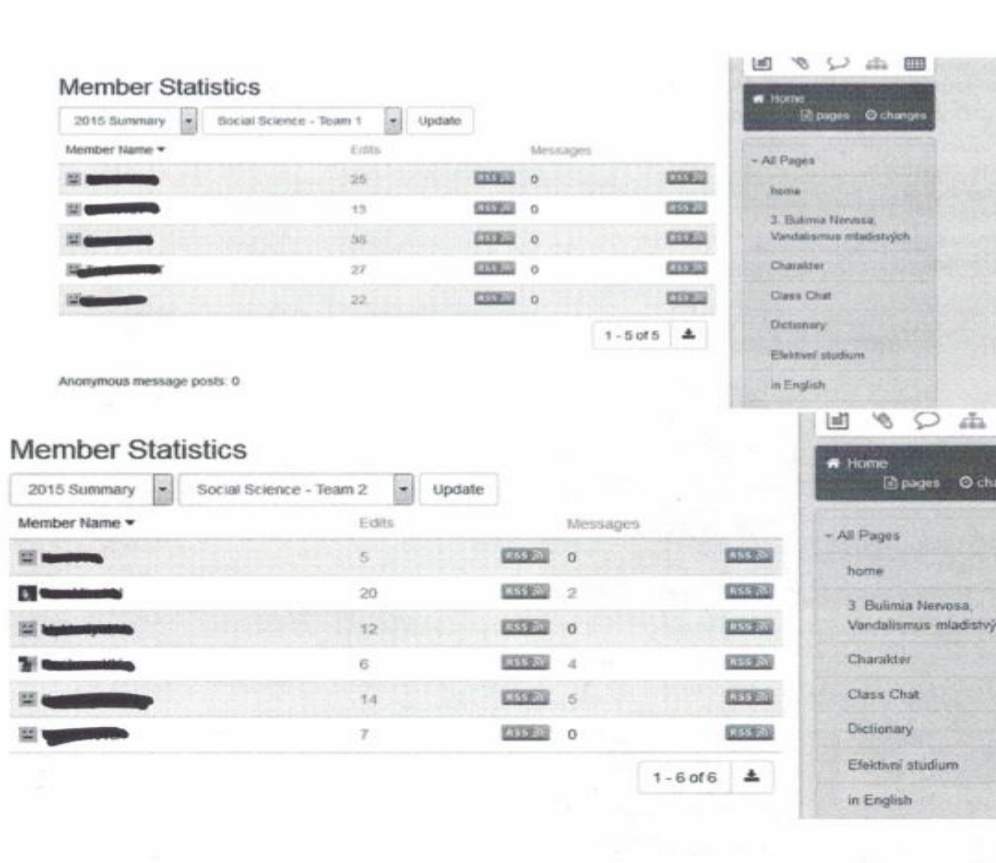 Member Statistics
2015 Summary Social Science - Team 1 Update
Member Name Edits Messages
25 RSS 0 RSS
13 RSS 0 RSS
RSS 0 RSS
27 RSS 0 RSS
22 RSS 0 RSS
1 - 5 of 5
Anonymous message posts: 0
Home
pages changes
All Pages
home
3. Bulimia Nervosa,
Vandalismus mladistvých
Charakter
Class Chat
Dictionary
Efektivní studium
in English
Member Statistics
2015 Summary Social Science - Team 2 Update
Member Name Edits Messages
5 RSS 0 RSS
20 RSS 2 RSS
12 RSS 0 RSS
6 RSS 4 RSS
14 RSS 5 RSS
7 RSS 0 RSS
1 - 6 of 6
Home
pages cha
All Pages
home
3 Bulimia Nervosa,
Vandalismus mladistvý
Charakter
Class Chat
Dictionary
Efektivní studium
in English